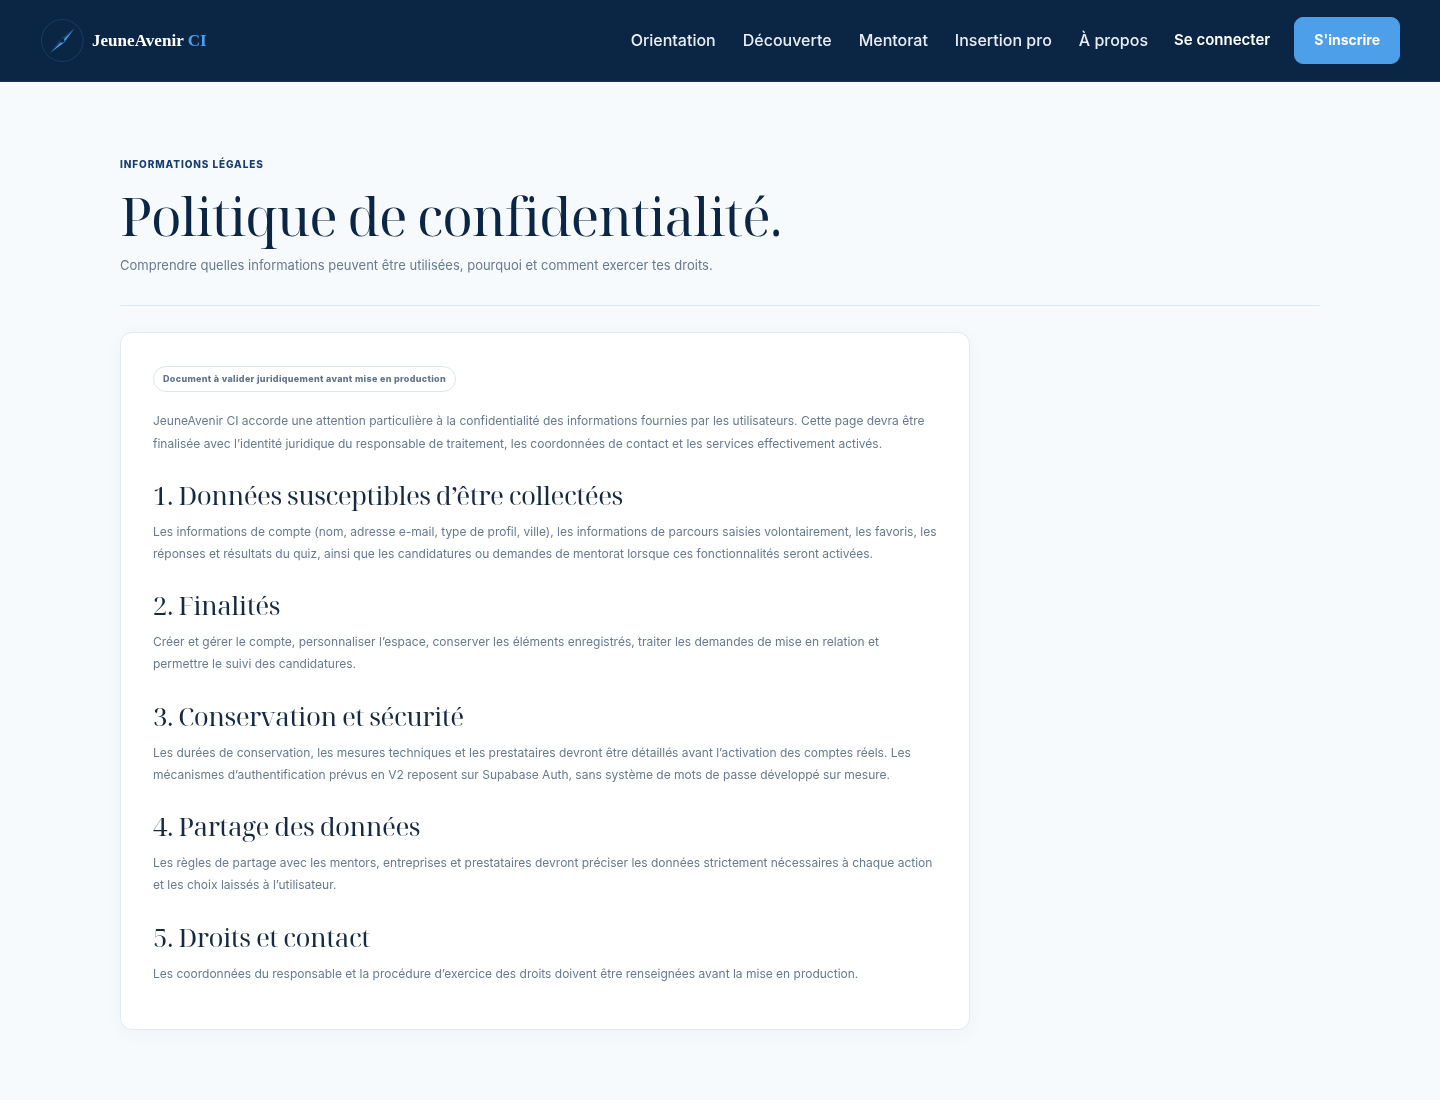 JeuneAvenir CI
Orientation
Découverte
Mentorat
Insertion pro
À propos
Se connecter
S'inscrire
INFORMATIONS LÉGALES
Politique de confidentialité.
Comprendre quelles informations peuvent être utilisées, pourquoi et comment exercer tes droits.
Document à valider juridiquement avant mise en production
JeuneAvenir CI accorde une attention particulière à la confidentialité des informations fournies par les utilisateurs. Cette page devra être
finalisée avec l’identité juridique du responsable de traitement, les coordonnées de contact et les services effectivement activés.
1. Données susceptibles d’être collectées
Les informations de compte (nom, adresse e-mail, type de profil, ville), les informations de parcours saisies volontairement, les favoris, les
réponses et résultats du quiz, ainsi que les candidatures ou demandes de mentorat lorsque ces fonctionnalités seront activées.
2. Finalités
Créer et gérer le compte, personnaliser l’espace, conserver les éléments enregistrés, traiter les demandes de mise en relation et
permettre le suivi des candidatures.
3. Conservation et sécurité
Les durées de conservation, les mesures techniques et les prestataires devront être détaillés avant l’activation des comptes réels. Les
mécanismes d’authentification prévus en V2 reposent sur Supabase Auth, sans système de mots de passe développé sur mesure.
4. Partage des données
Les règles de partage avec les mentors, entreprises et prestataires devront préciser les données strictement nécessaires à chaque action
et les choix laissés à l’utilisateur.
5. Droits et contact
Les coordonnées du responsable et la procédure d’exercice des droits doivent être renseignées avant la mise en production.